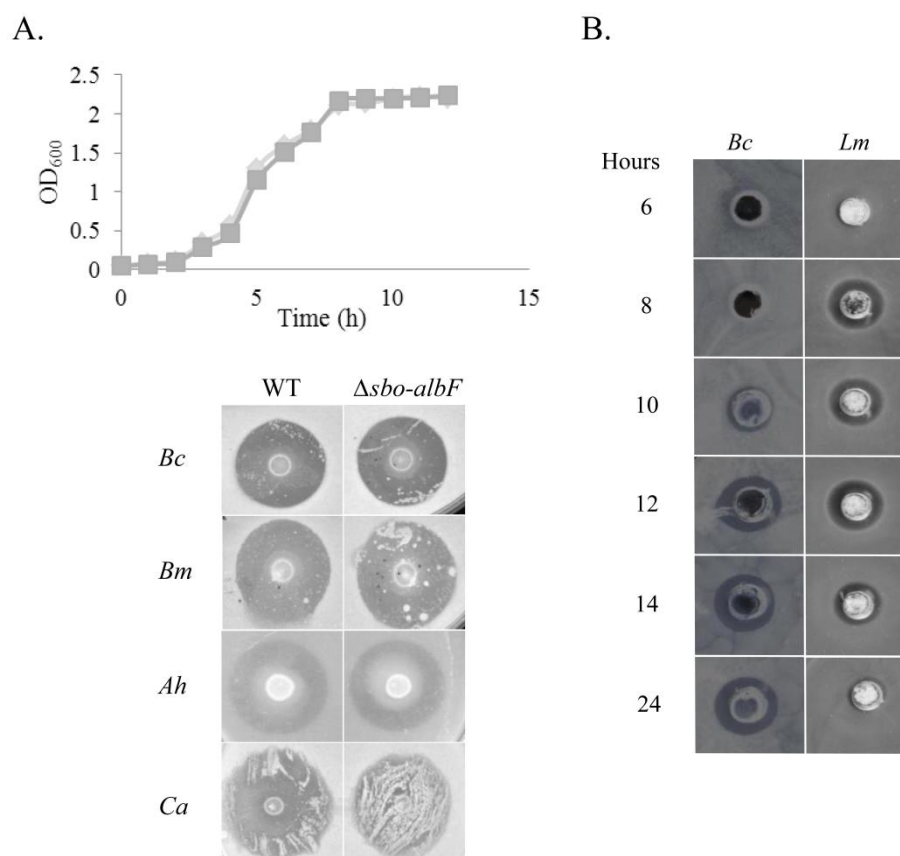 A.
B.
2.5
2
1.5
1
0.5
0
OD600
0 5 10 15
Time (h)
WT Δsbo-albF
Bc
Bm
Ah
Ca
Bc Lm
Hours
6
8
10
12
14
24